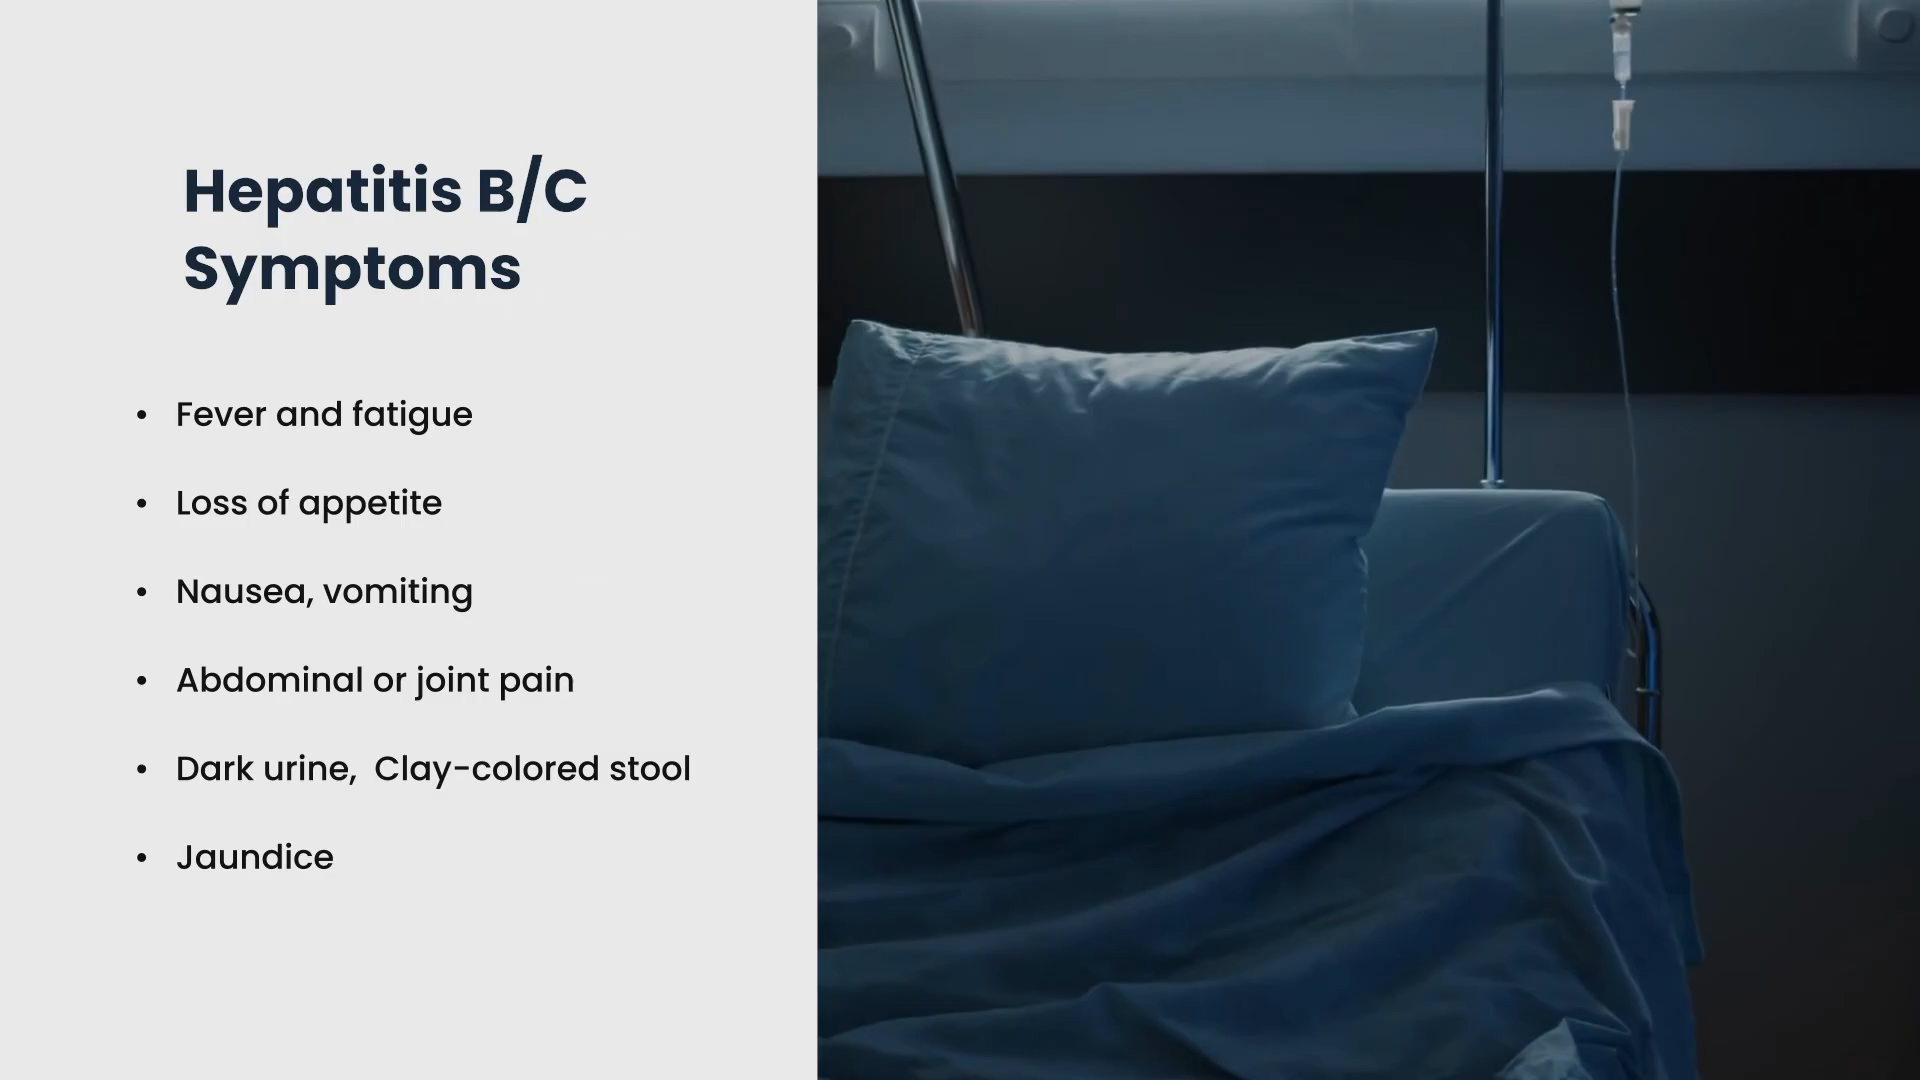 Hepatitis B/C
Symptoms
• Fever and fatigue
• Loss of appetite
• Nausea, vomiting
• Abdominal or joint pain
• Dark urine,  Clay-colored stool
• Jaundice